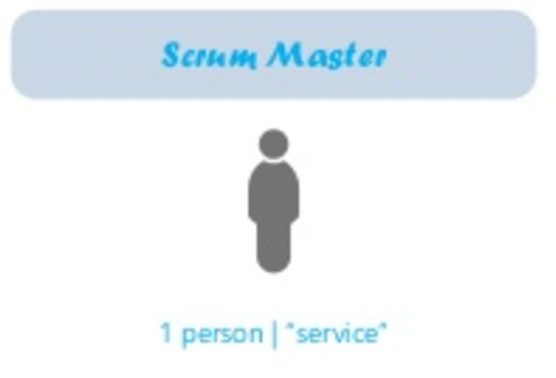 Scrum Master
1 person | "service"